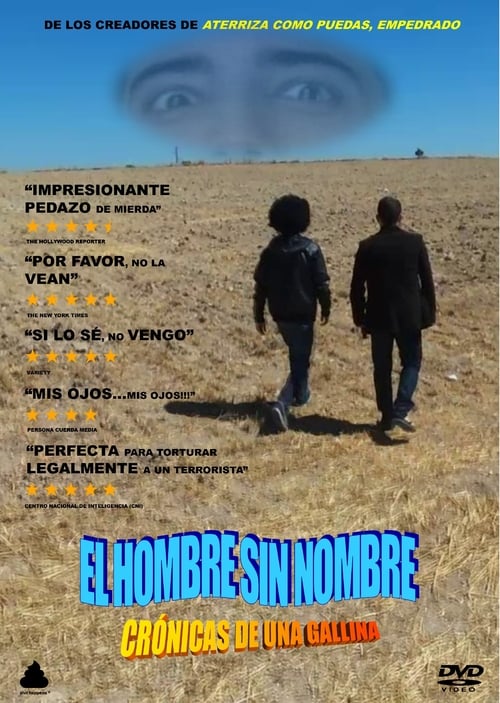 DE LOS CREADORES DE ATERRIZA COMO PUEDAS, EMPEDRADO
“IMPRESIONANTE
PEDAZO DE MIERDA”
THE HOLLYWOOD REPORTER
“POR FAVOR, NO LA
VEAN”
THE NEW YORK TIMES
“SI LO SÉ, NO VENGO”
VARIETY
“MIS OJOS...MIS OJOS!!!”
PERSONA CUERDA MEDIA
“PERFECTA PARA TORTURAR
LEGALMENTE A UN TERRORISTA”
CENTRO NACIONAL DE INTELIGENCIA (CNI)
EL HOMBRE SIN NOMBRE
CRÓNICAS DE UNA GALLINA
DVD
VIDEO